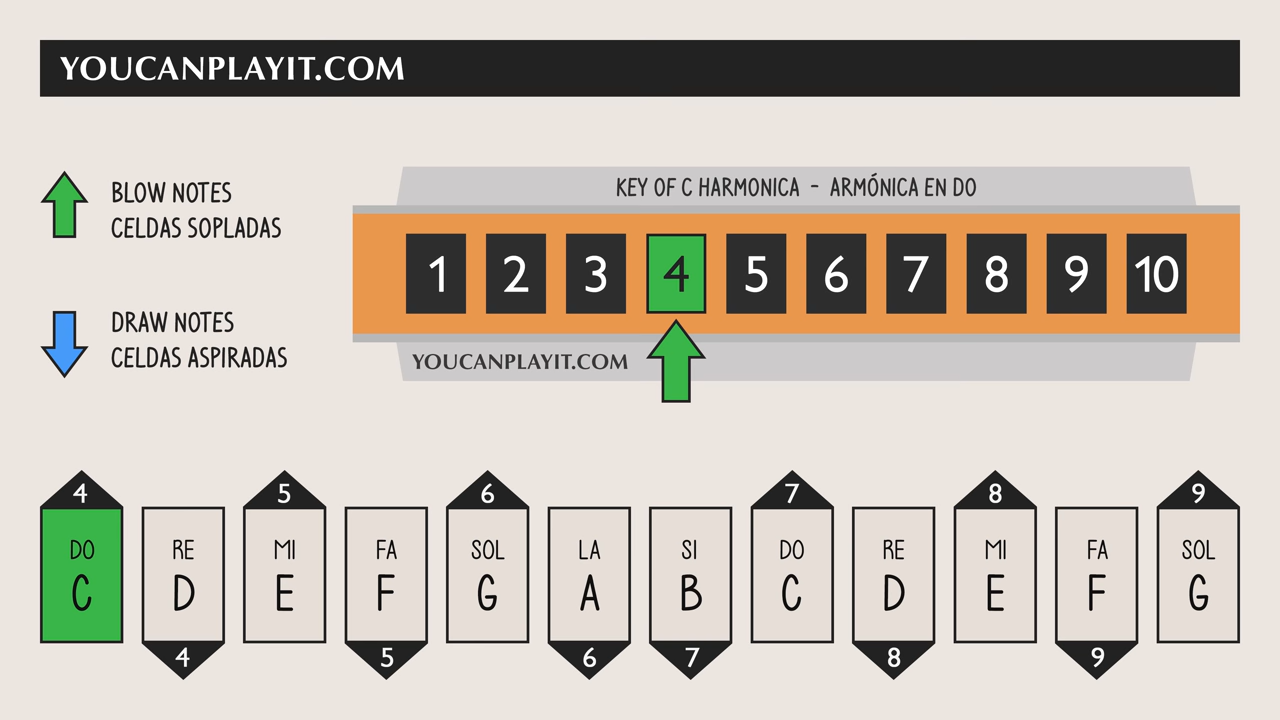 YOUCANPLAYIT.COM
BLOW NOTES
CELDAS SOPLADAS
DRAW NOTES
CELDAS ASPIRADAS
KEY OF C HARMONICA - ARMÓNICA EN DO
1 2 3 4 5 6 7 8 9 10
YOUCANPLAYIT.COM
4 5 6 7 8 9
DO RE MI FA SOL LA SI DO RE MI FA SOL
C D E F G A B C D E F G
4 5 6 7 8 9